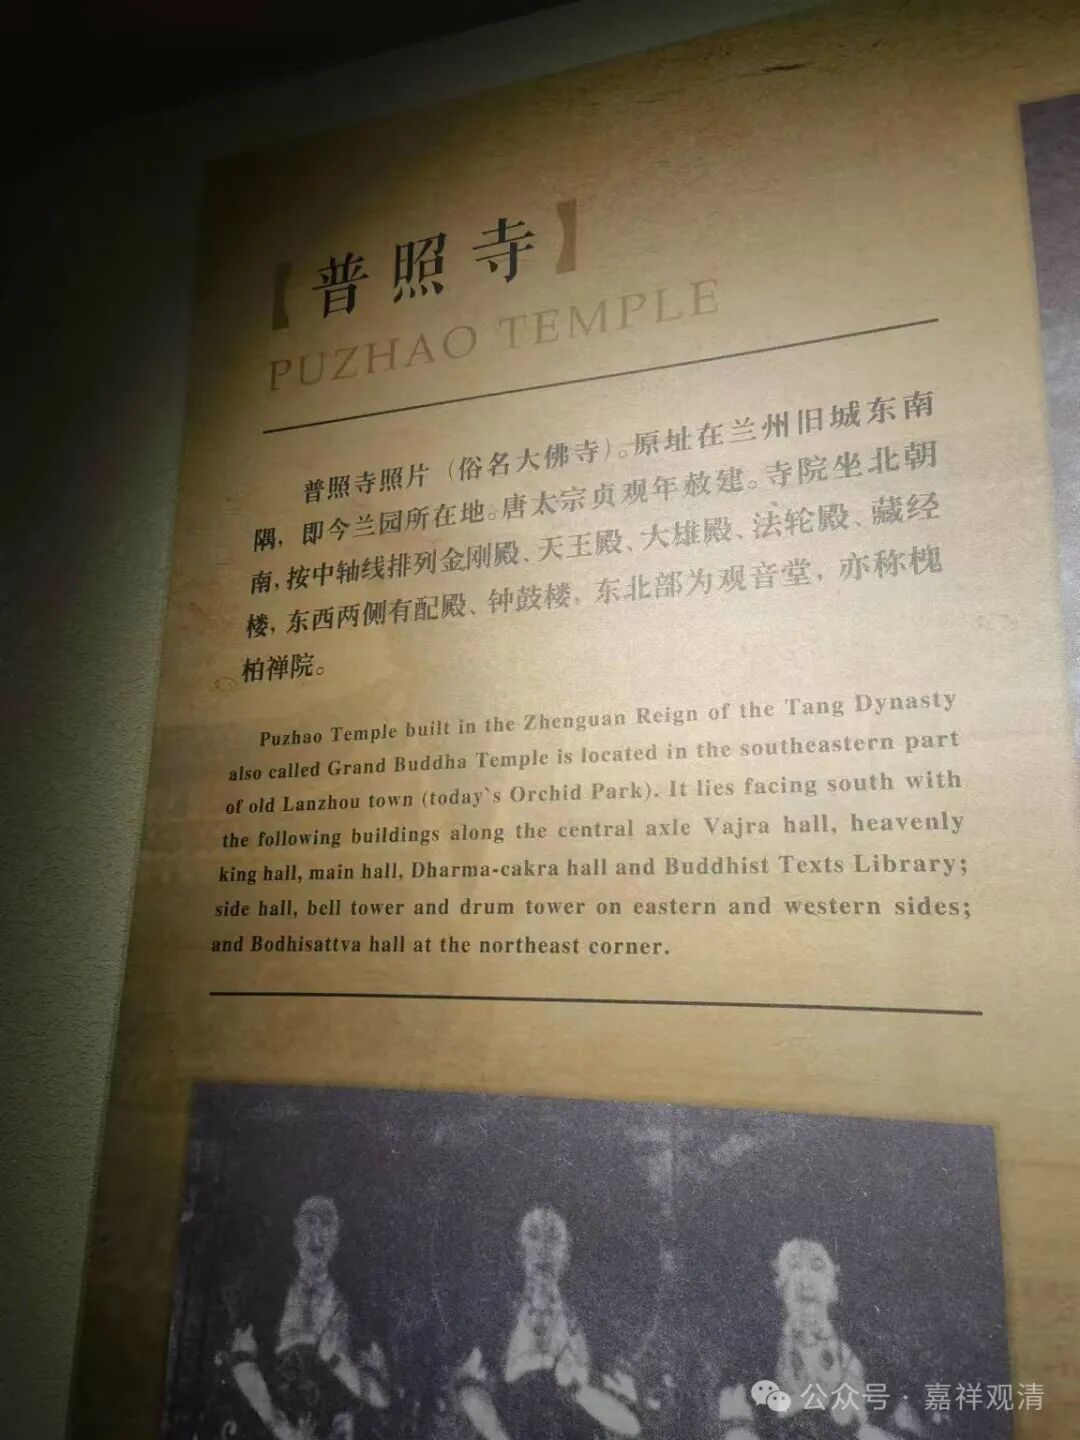 【普照寺】
PUZHAO TEMPLE
普照寺照片（俗名大佛寺）。原址在兰州旧城东南
隅，即今兰园所在地。唐太宗贞观年敕建。寺院坐北朝
南，按中轴线排列金刚殿、天王殿、大雄殿、法轮殿、藏经
楼，东西两侧有配殿、钟鼓楼，东北部为观音堂，亦称槐
柏禅院。
Puzhao Temple built in the Zhenguan Reign of the Tang Dynasty
also called Grand Buddha Temple is located in the southeastern part
of old Lanzhou town (today`s Orchid Park). It lies facing south with
the following buildings along the central axle Vajra hall, heavenly
king hall, main hall, Dharma-cakra hall and Buddhist Texts Library;
side hall, bell tower and drum tower on eastern and western sides;
and Bodhisattva hall at the northeast corner.
公众号·嘉祥观清